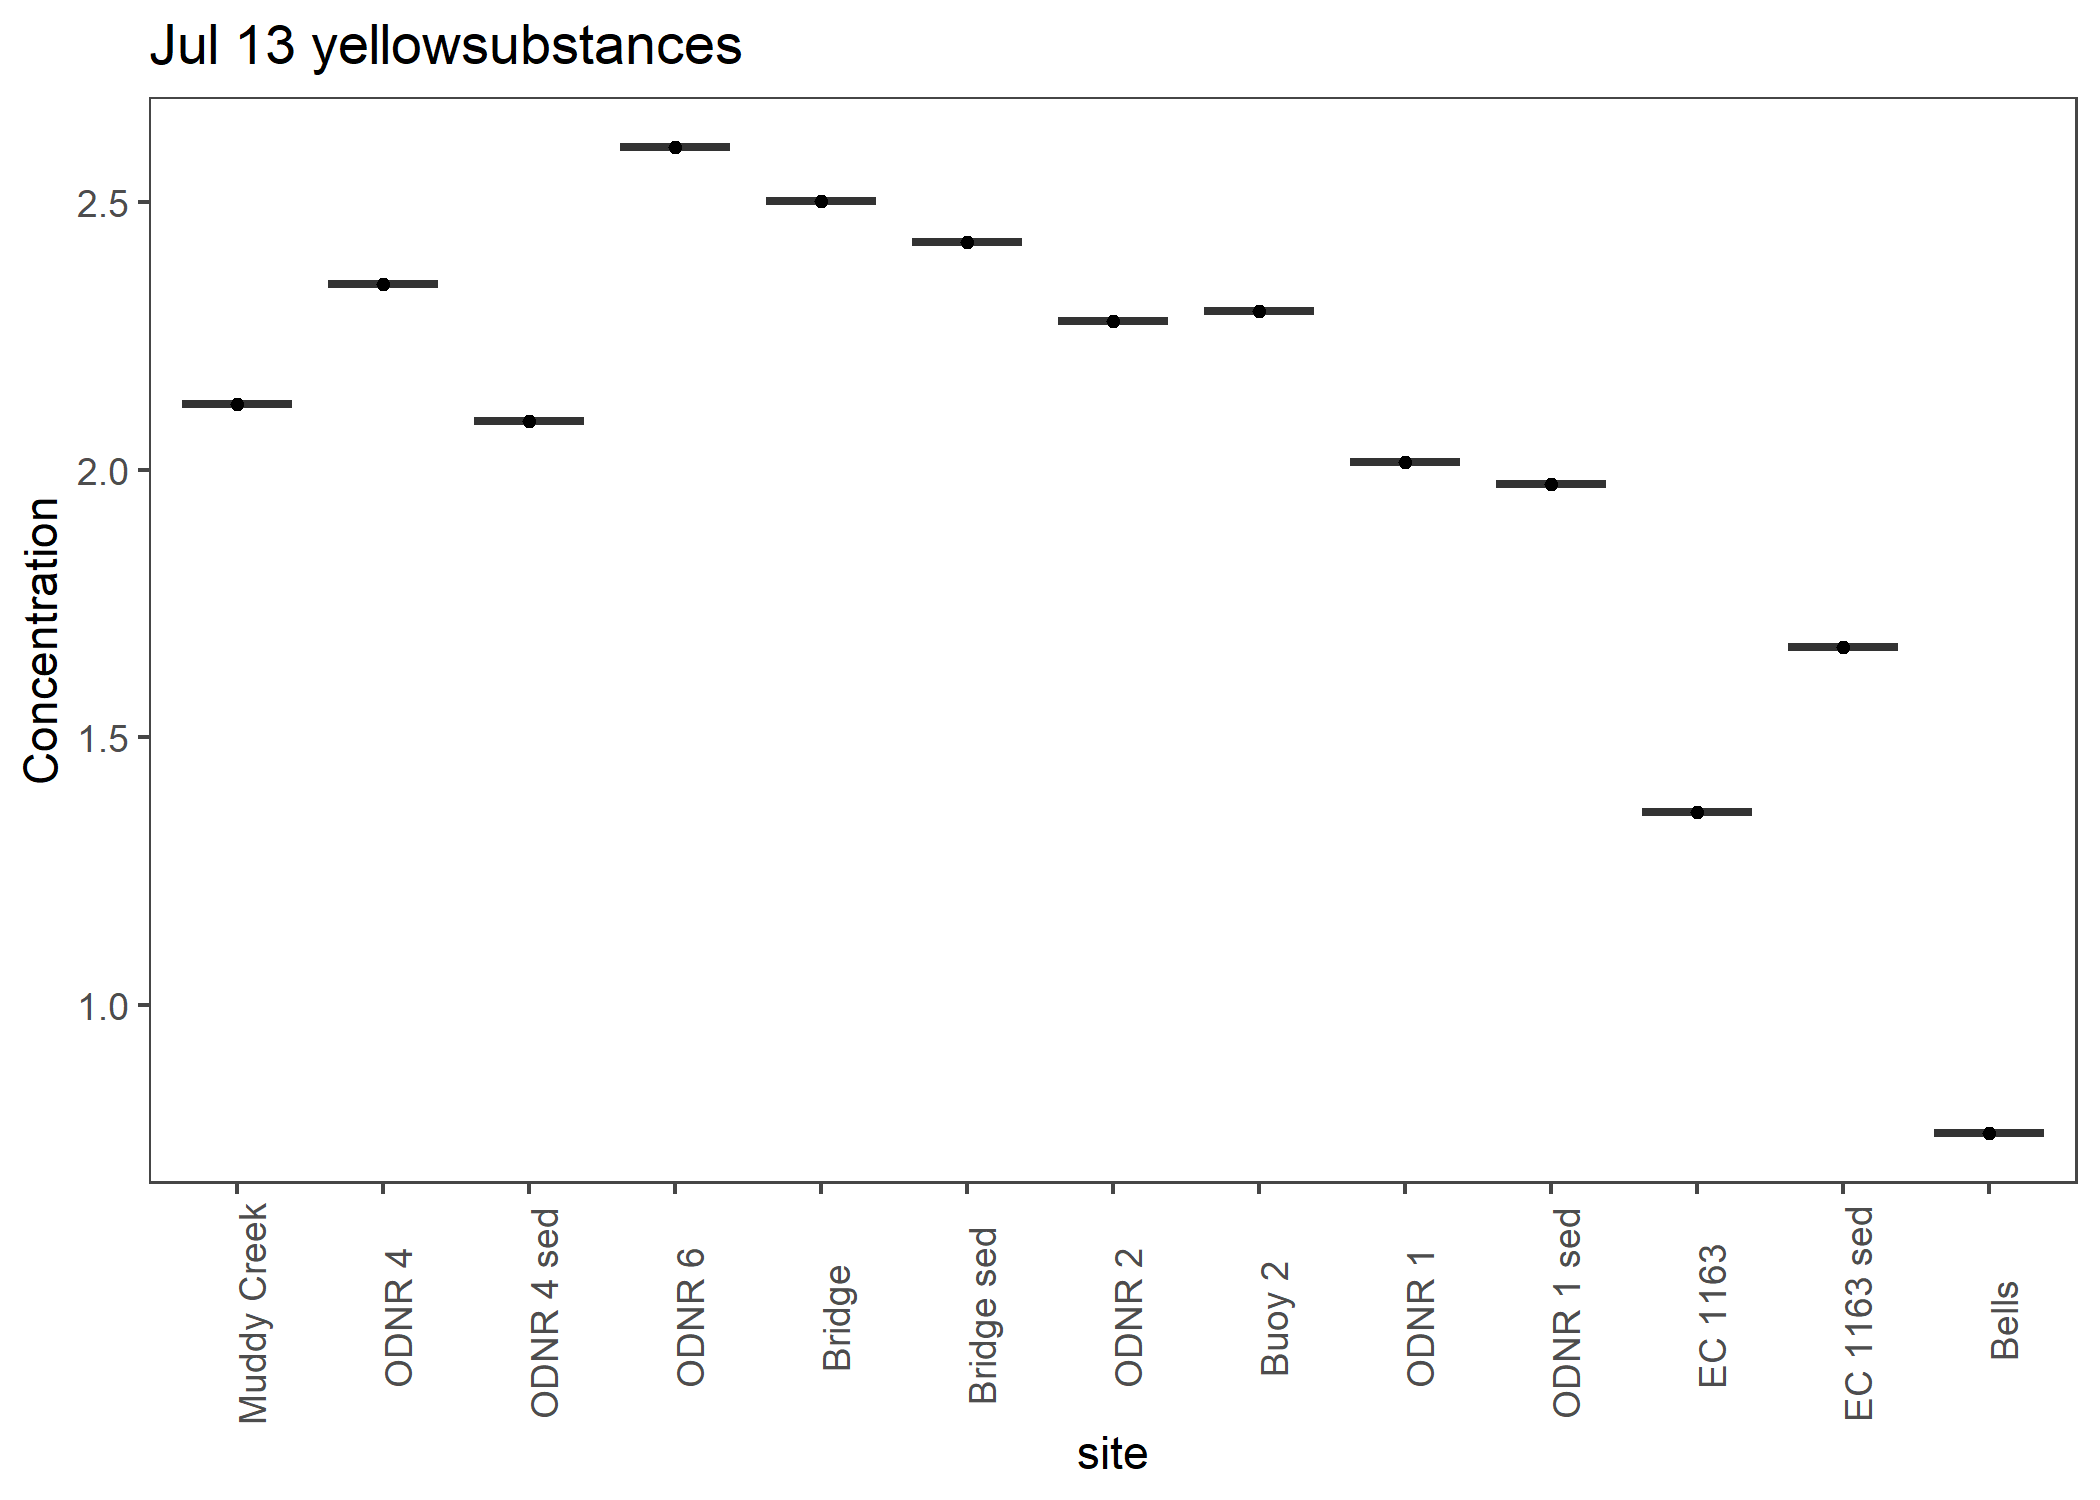 Jul 13 yellowsubstances
Concentration
2.5
2.0
1.5
1.0
Muddy Creek
ODNR 4
ODNR 4 sed
ODNR 6
Bridge
Bridge sed
ODNR 2
Buoy 2
ODNR 1
ODNR 1 sed
EC 1163
EC 1163 sed
Bells
site